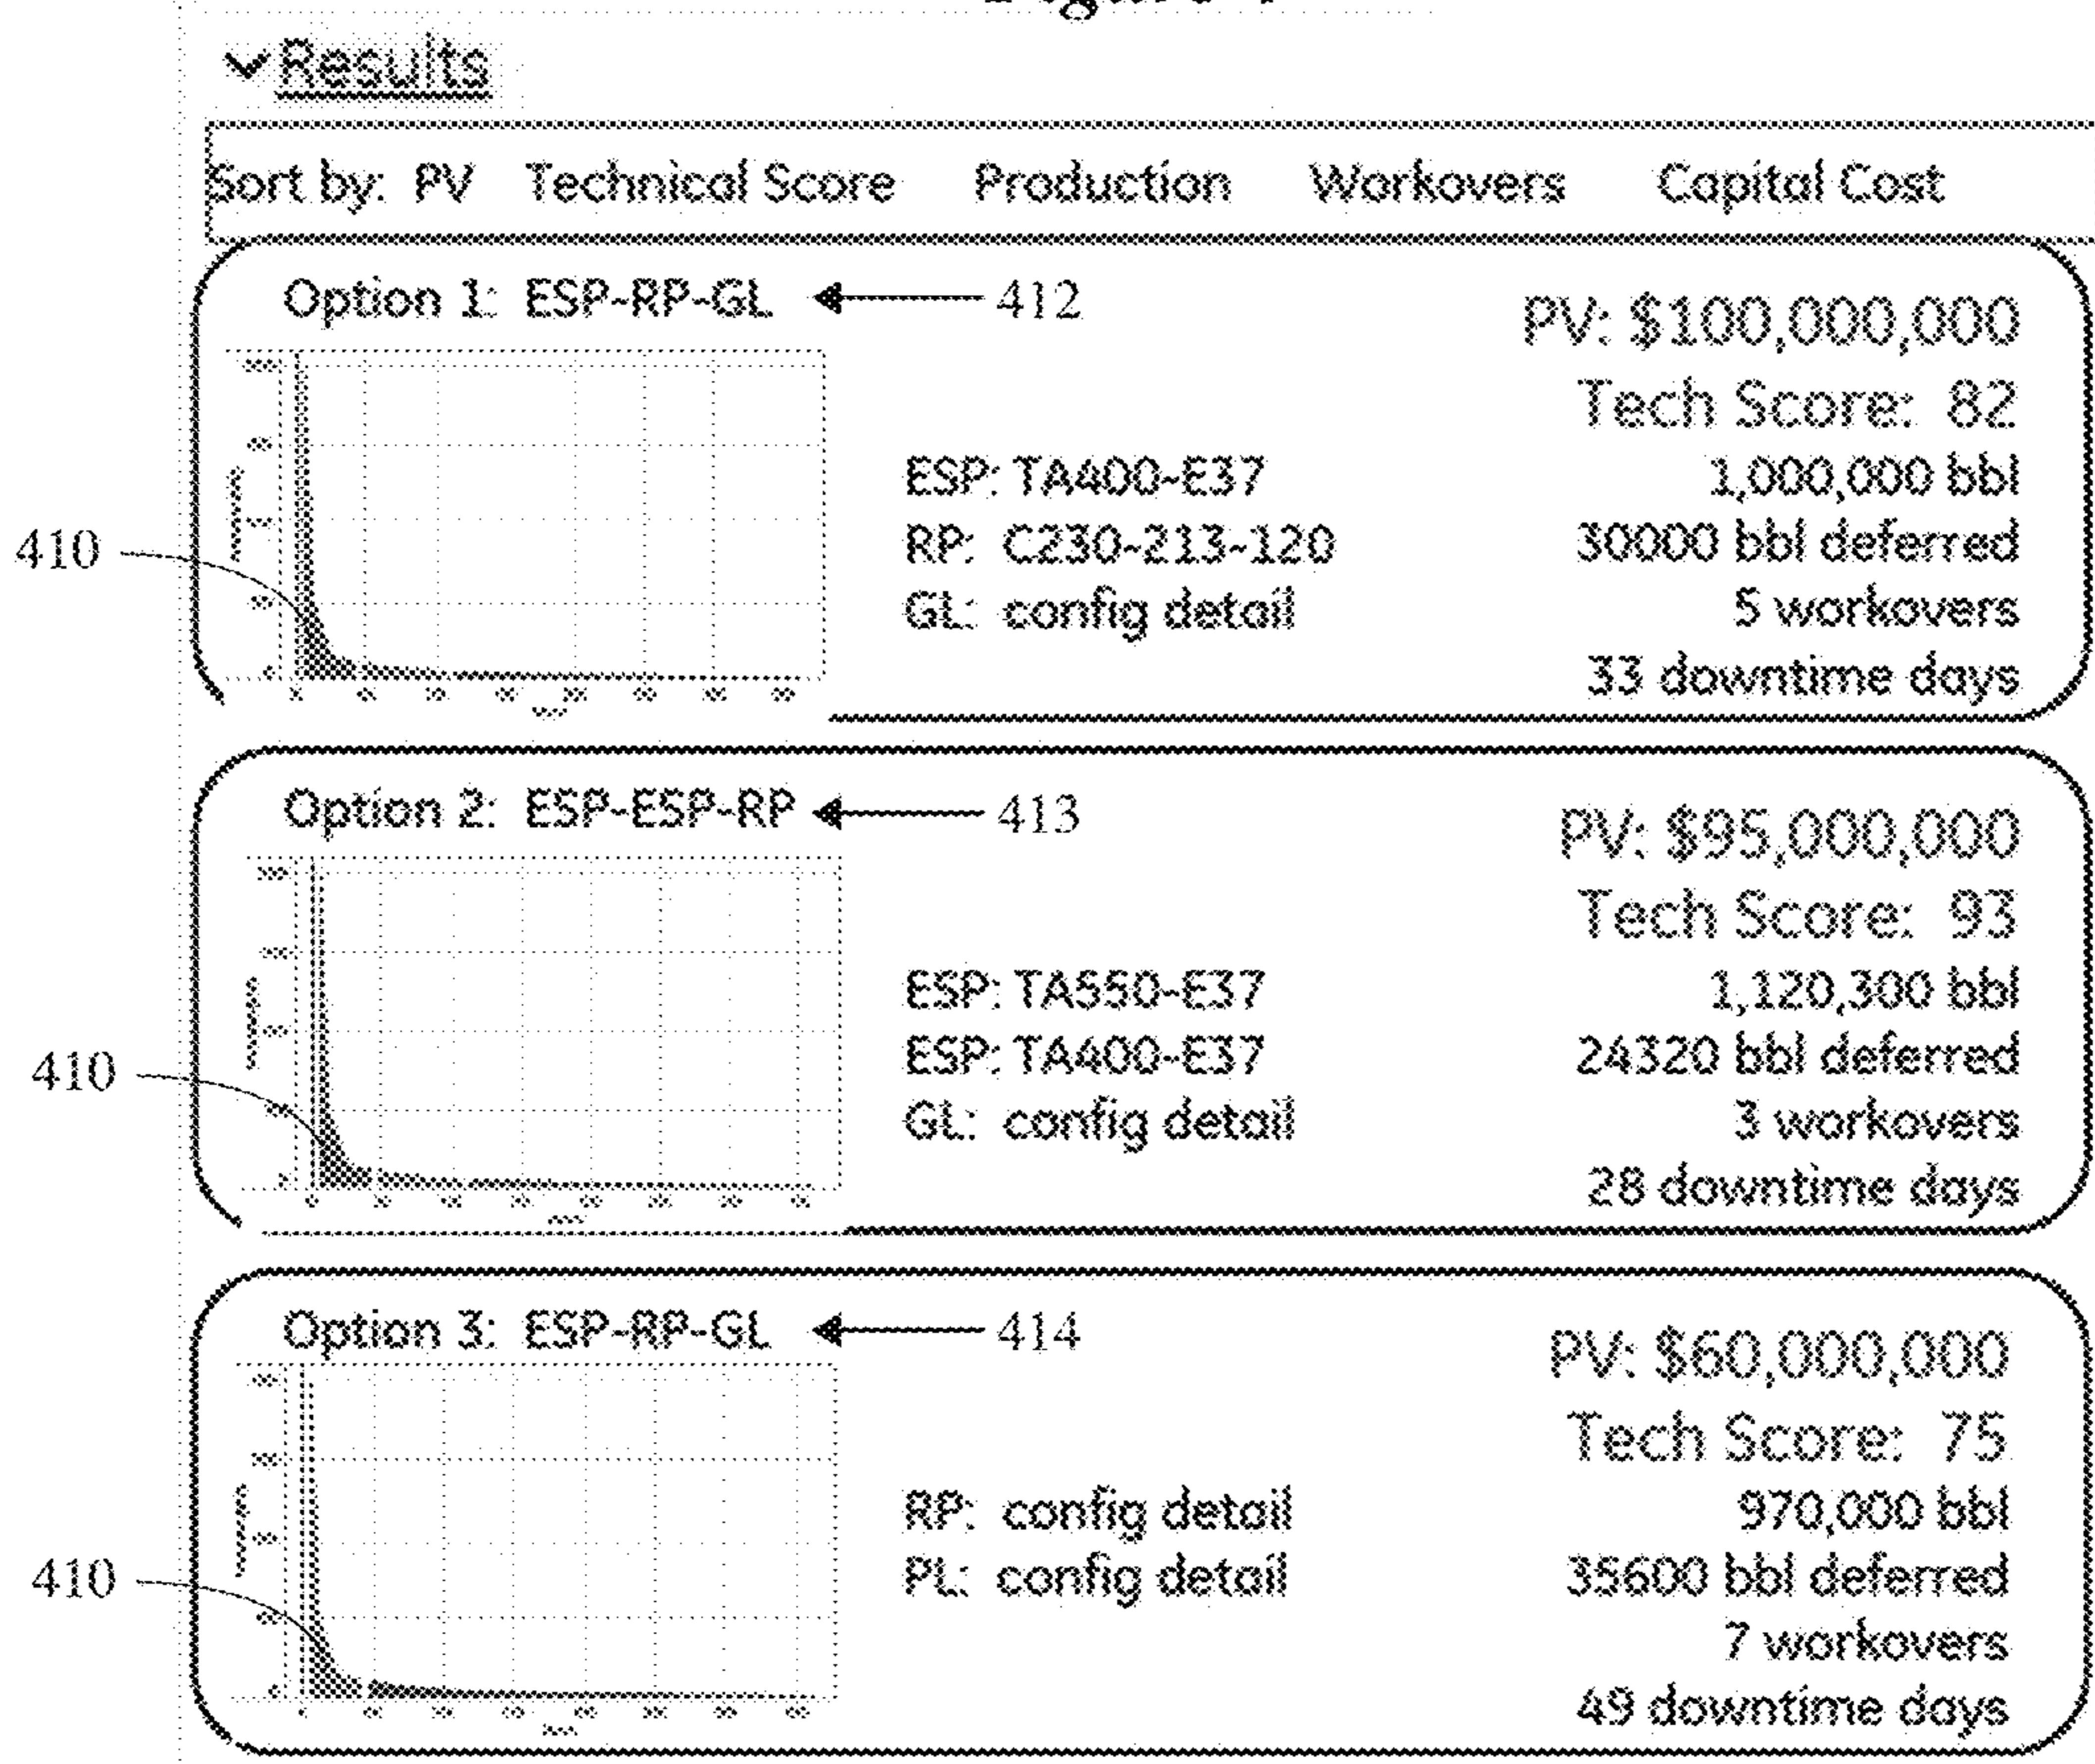 Results
Sort by: PV Technical Score Production Workovers Capital Cost
Option 1: ESP-RP-GL 412
PV: $100,000,000
Tech Score: 82
ESP: TA400-E37
1,000,000 bbl
410
RP: C230-213-120
30000 bbl deferred
GL: config detail
5 workovers
33 downtime days
Option 2: ESP-ESP-RP 413
PV: $95,000,000
Tech Score: 93
ESP: TA550-E37
1,120,300 bbl
410
ESP: TA400-E37
24320 bbl deferred
GL: config detail
3 workovers
28 downtime days
Option 3: ESP-RP-GL 414
PV: $60,000,000
Tech Score: 75
RP: config detail
970,000 bbl
410
PL: config detail
35600 bbl deferred
7 workovers
49 downtime days